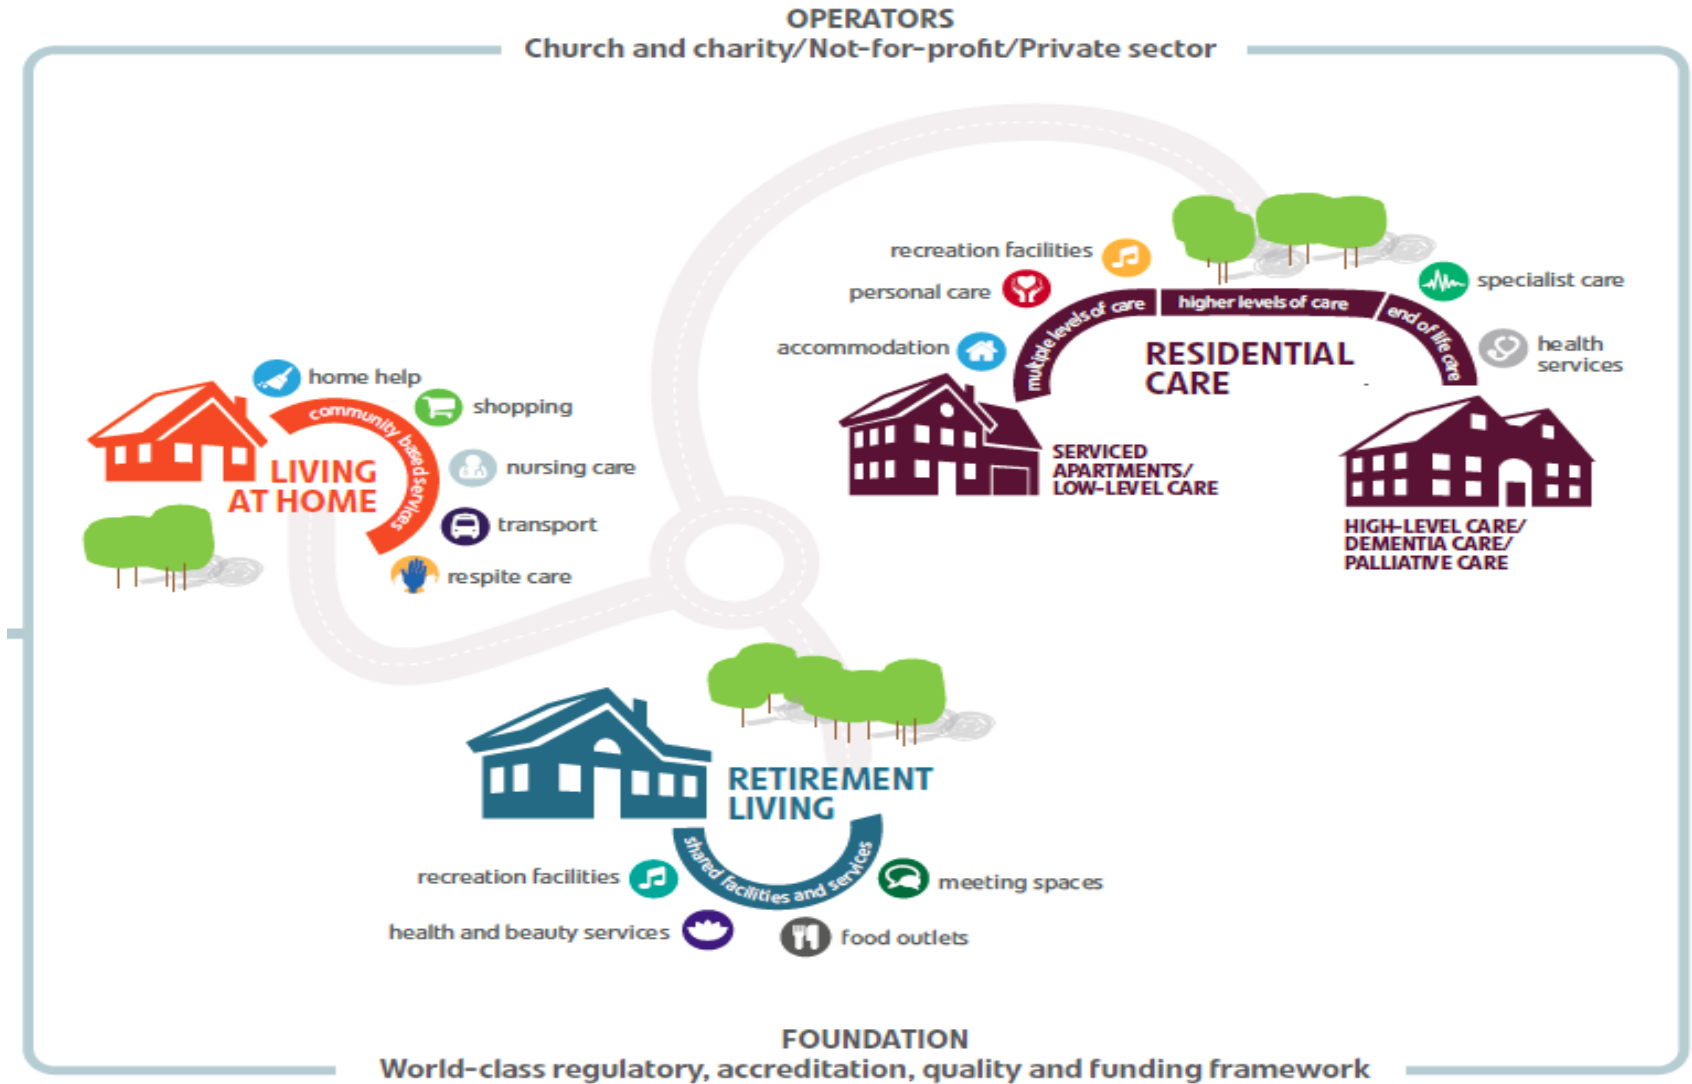 OPERATORS
Church and charity/Not-for-profit/Private sector
recreation facilities
personal care
accommodation
multiple levels of care
higher levels of care
end of life care
specialist care
health
services
RESIDENTIAL
CARE
SERVICED
APARTMENTS/
LOW-LEVEL CARE
HIGH-LEVEL CARE/
DEMENTIA CARE/
PALLIATIVE CARE
home help
shopping
nursing care
transport
respite care
community based services
LIVING
AT HOME
RETIREMENT
LIVING
shared facilities and services
recreation facilities
health and beauty services
food outlets
meeting spaces
FOUNDATION
World-class regulatory, accreditation, quality and funding framework